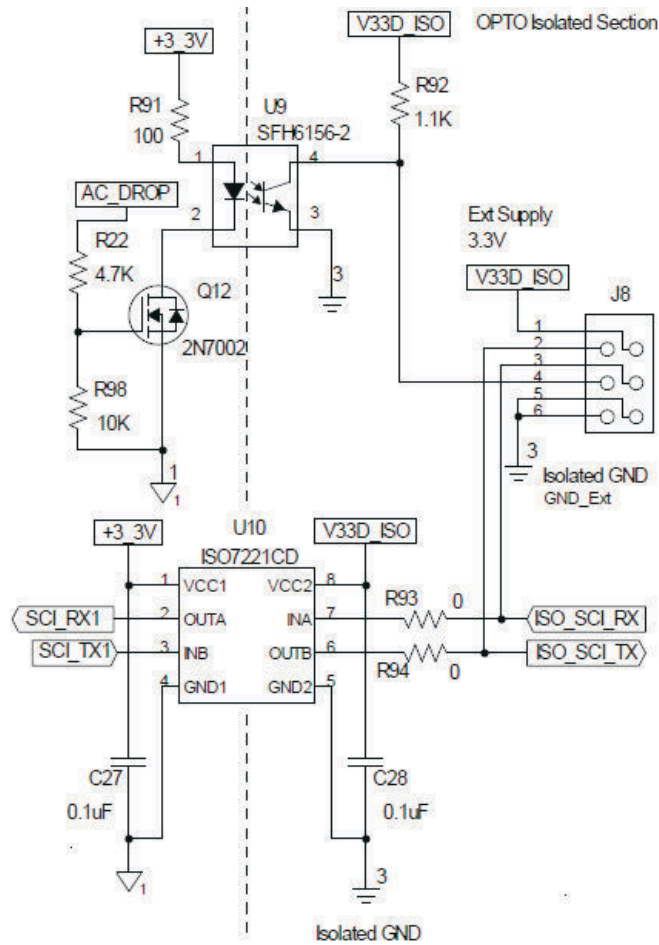 V33D_ISO
OPTO Isolated Section
+3_3V
R92
1.1K
R91
100
U9
SFH6156-2
1
4
2
3
AC_DROP
R22
4.7K
Q12
2N7002
3
Ext Supply
3.3V
V33D_ISO
J8
1
2
3
4
5
6
R98
10K
1
1
3
Isolated GND
GND_Ext
+3_3V
U10
ISO7221CD
V33D_ISO
1
VCC1
VCC2
8
R93
0
SCI_RX1
2
OUTA
INA
7
ISO_SCI_RX
SCI_TX1
3
INB
OUTB
6
ISO_SCI_TX
R94
0
4
GND1
GND2
5
C27
0.1uF
C28
0.1uF
1
3
Isolated GND